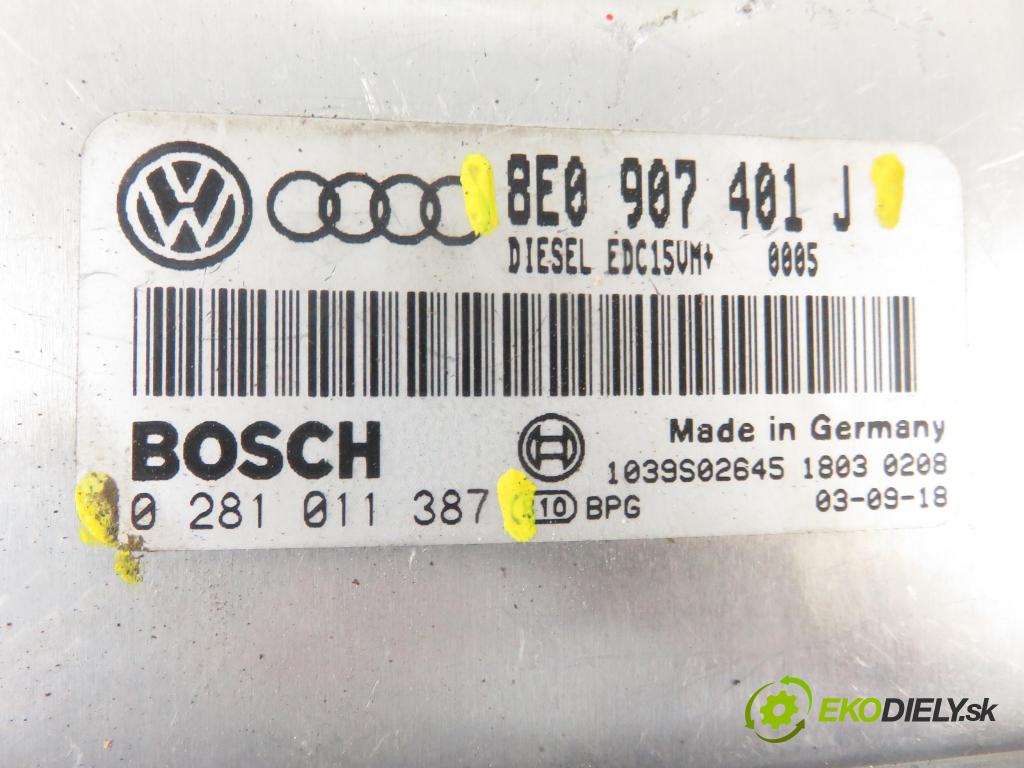 8E0 907 401 J
DIESEL EDC15VM+ 0005
BOSCH
Made in Germany
1039S02645 1803 0208
0 281 011 387
10 BPG
03-09-18
EKODIELY.sk